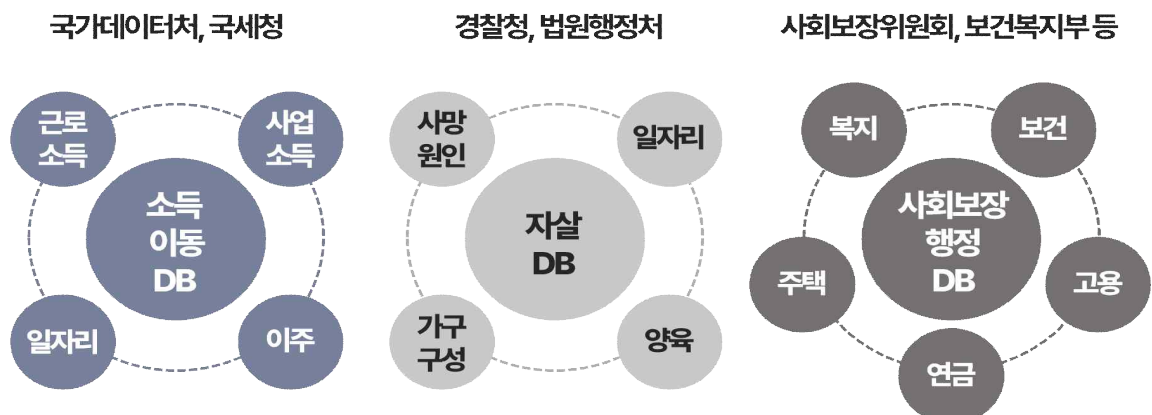 국가데이터처, 국세청
근로
소득
사업
소득
소득
이동
DB
일자리
이주
경찰청, 법원행정처
사망
원인
일자리
자살
DB
가구
구성
양육
사회보장위원회, 보건복지부 등
복지
보건
사회보장
행정
DB
주택
고용
연금